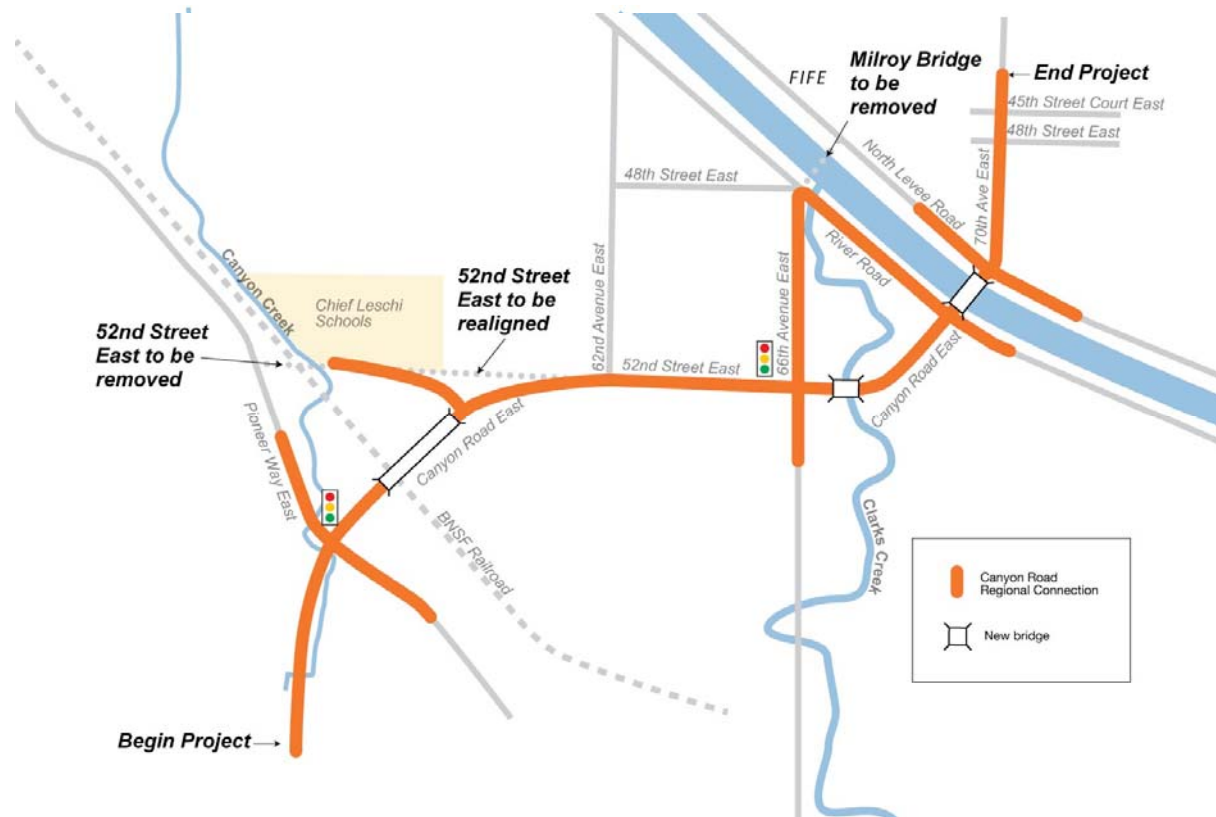 Milroy Bridge
to be
removed
FIFE
End Project
45th Street Court East
48th Street East
North Levee Road
70th Ave East
48th Street East
River Road
Canyon Creek
Chief Leschi
Schools
52nd Street
East to be
realigned
62nd Avenue East
66th Avenue East
52nd Street
East to be
removed
52nd Street East
Canyon Road East
Pioneer Way East
Canyon Road East
BNSF Railroad
Clarks Creek
Canyon Road
Regional Connection
New bridge
Begin Project